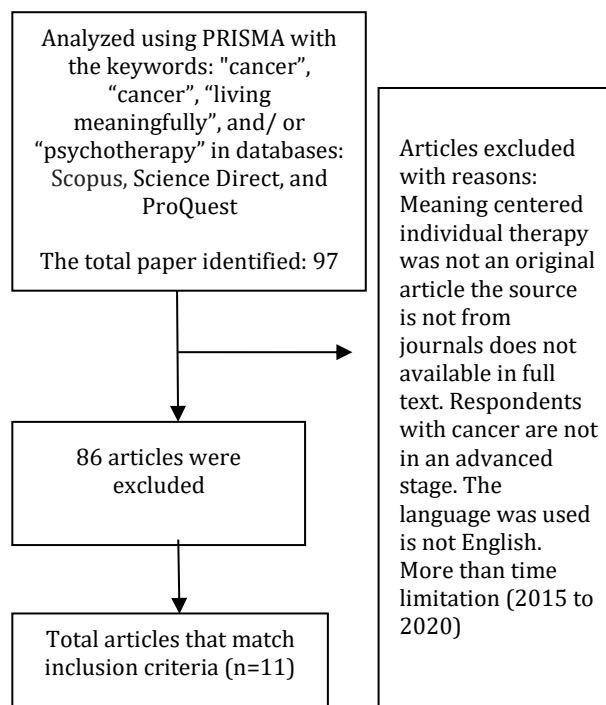 Analyzed using PRISMA with
the keywords: "cancer",
“cancer”, “living
meaningfully”, and/ or
“psychotherapy” in databases:
Scopus, Science Direct, and
ProQuest
The total paper identified: 97
86 articles were
excluded
Total articles that match
inclusion criteria (n=11)
Articles excluded
with reasons:
Meaning centered
individual therapy
was not an original
article the source
is not from
journals does not
available in full
text. Respondents
with cancer are not
in an advanced
stage. The
language was used
is not English.
More than time
limitation (2015 to
2020)